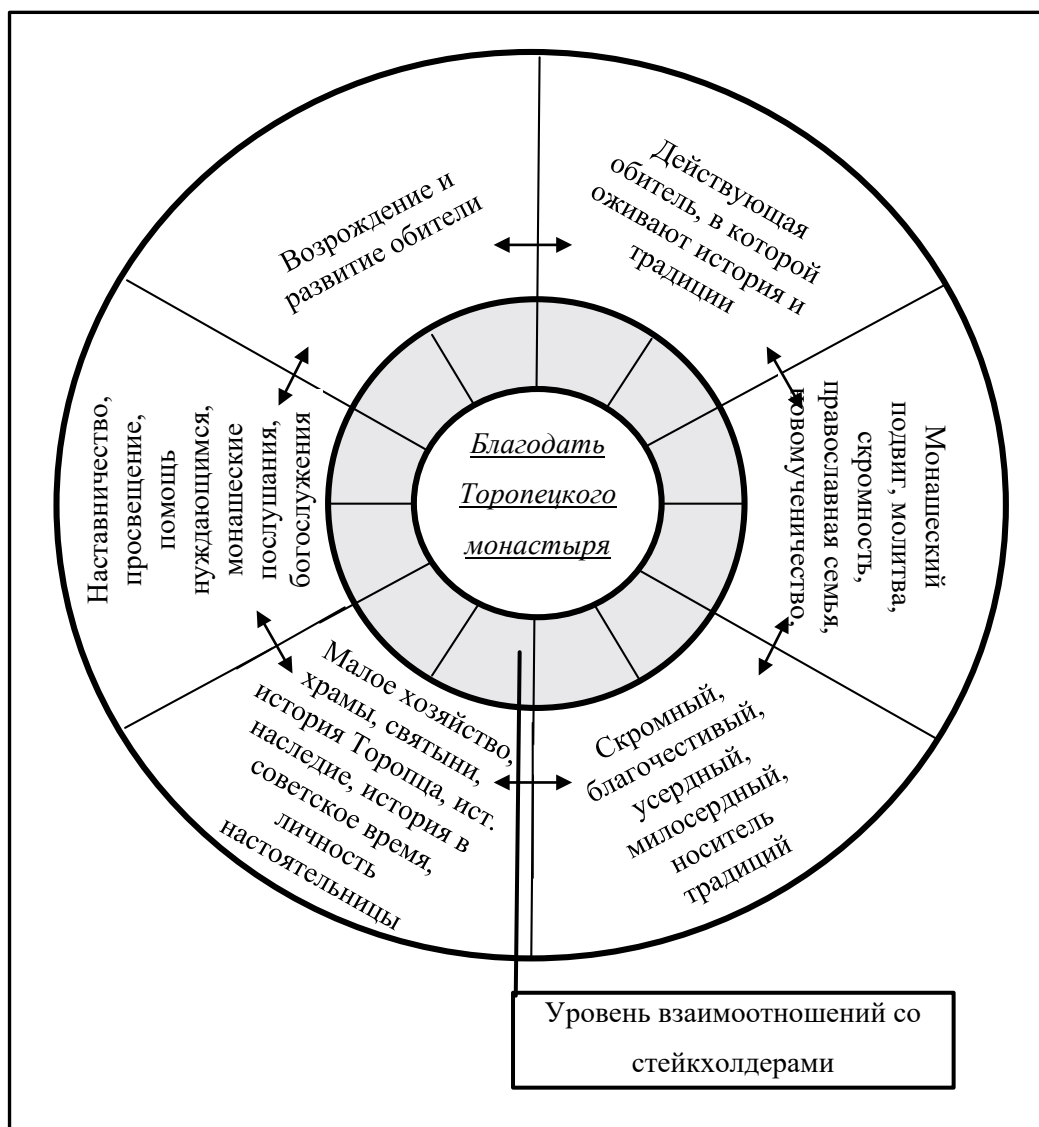 Возрождение и
развитие обители
Действующая
обитель, в которой
оживают история и
традиции
Монашеский
подвиг, молитва,
скромность,
православная семья,
новомученичество,
Скромный,
благочестивый,
усердный,
милосердный,
носитель
традиций
Малое хозяйство,
храмы, святыни,
история Торопца, ист.
наследие, история в
советское время,
личность
настоятельницы
Наставничество,
просвещение,
помощь
нуждающимся,
монашеские
послушания,
богослужения
Благодать
Торопецкого
монастыря
Уровень взаимоотношений со
стейкхолдерами